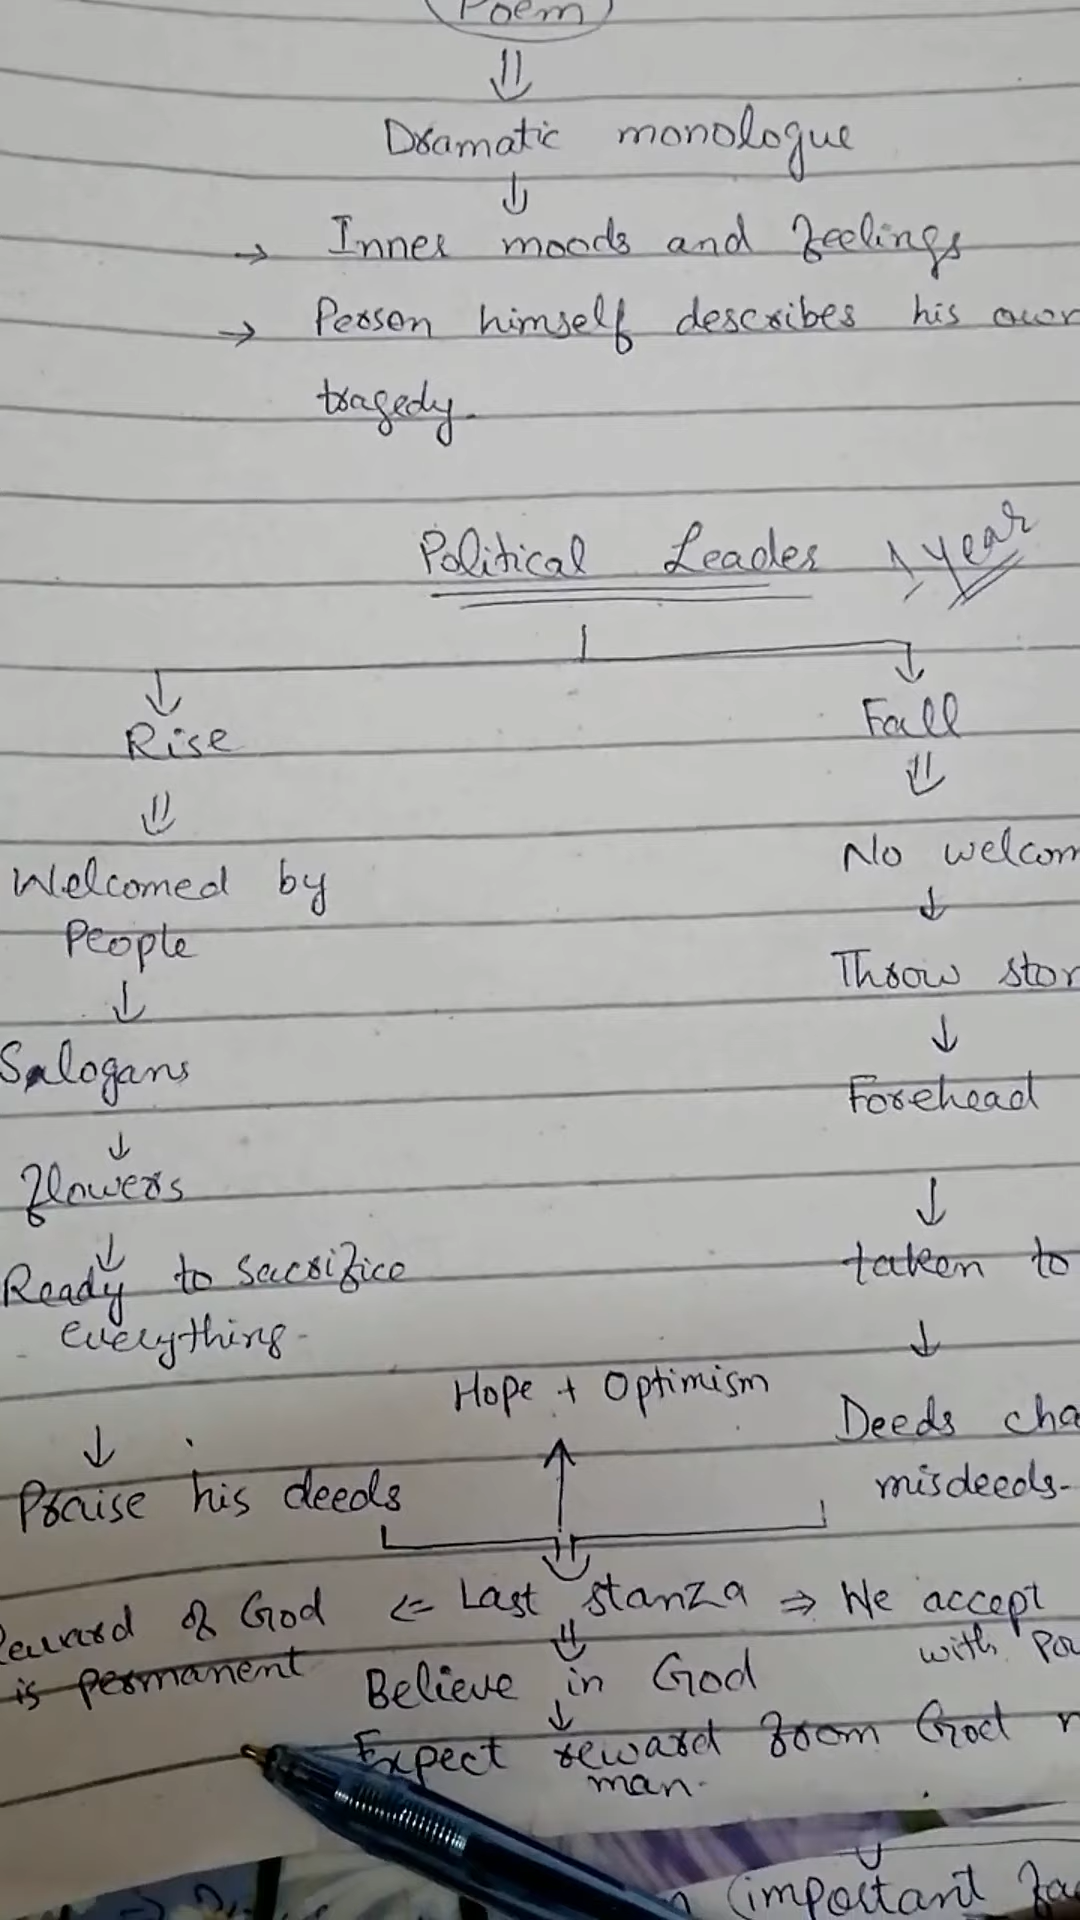 Poem
Dramatic monologue
Inner moods and feelings
Person himself describes his own
tragedy.
Political Leader 1 year
Rise
Fall
Welcomed by
People
No welcom
Throw ston
Salogans
Forehead
flowers
taken to
Ready to sacrifice
everything.
Hope + Optimism
Deeds cha
misdeeds.
Praise his deeds
Reward of God ⇐ Last stanza ⇒ We accept
is permanent
with
Believe in God
Expect reward from God
man.
(important